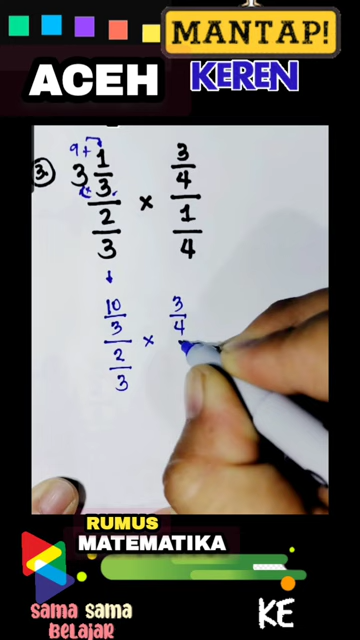 MANTAP!
ACEH KEREN
9+
3. 3 1/3 / 2/3 × 3/4 / 1/4
↓
10/3 / 2/3 × 3/4
RUMUS
MATEMATIKA
sama sama
BELAJAR
KE